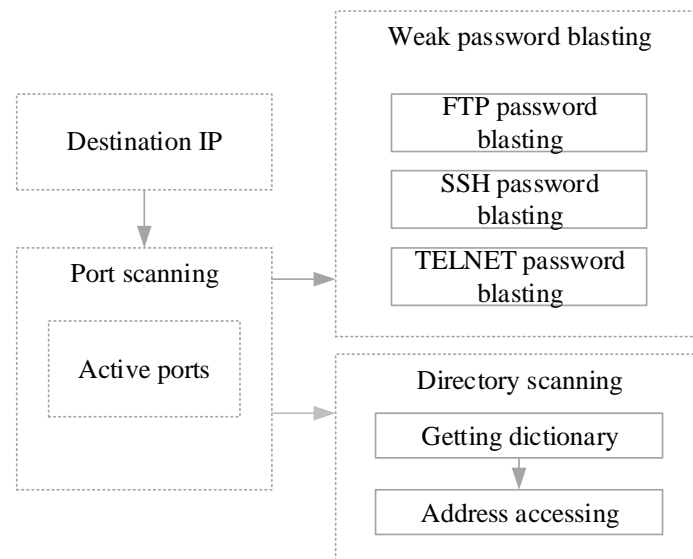 Destination IP
Port scanning
Active ports
Weak password blasting
FTP password
blasting
SSH password
blasting
TELNET password
blasting
Directory scanning
Getting dictionary
Address accessing